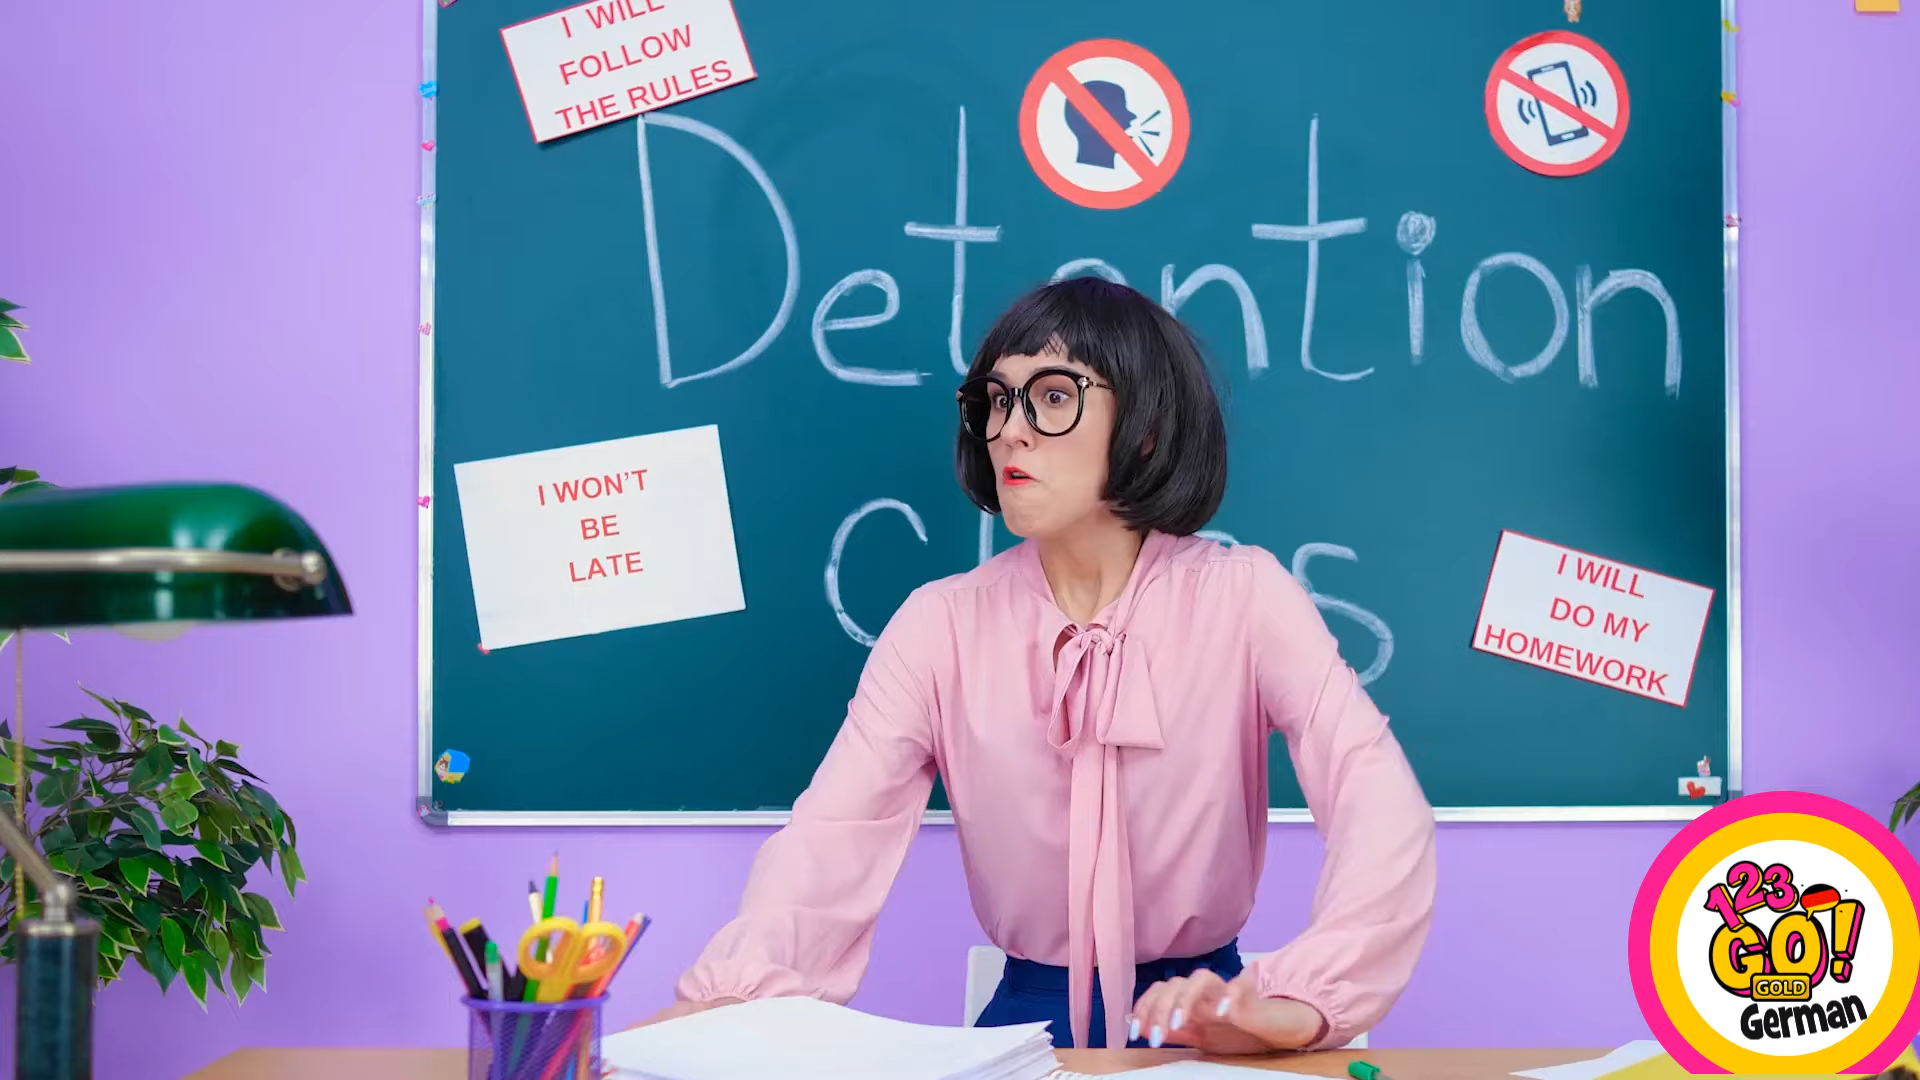 I WILL
FOLLOW
THE RULES
Detention
class
I WON'T
BE
LATE
I WILL
DO MY
HOMEWORK
123
GO!
GOLD
German